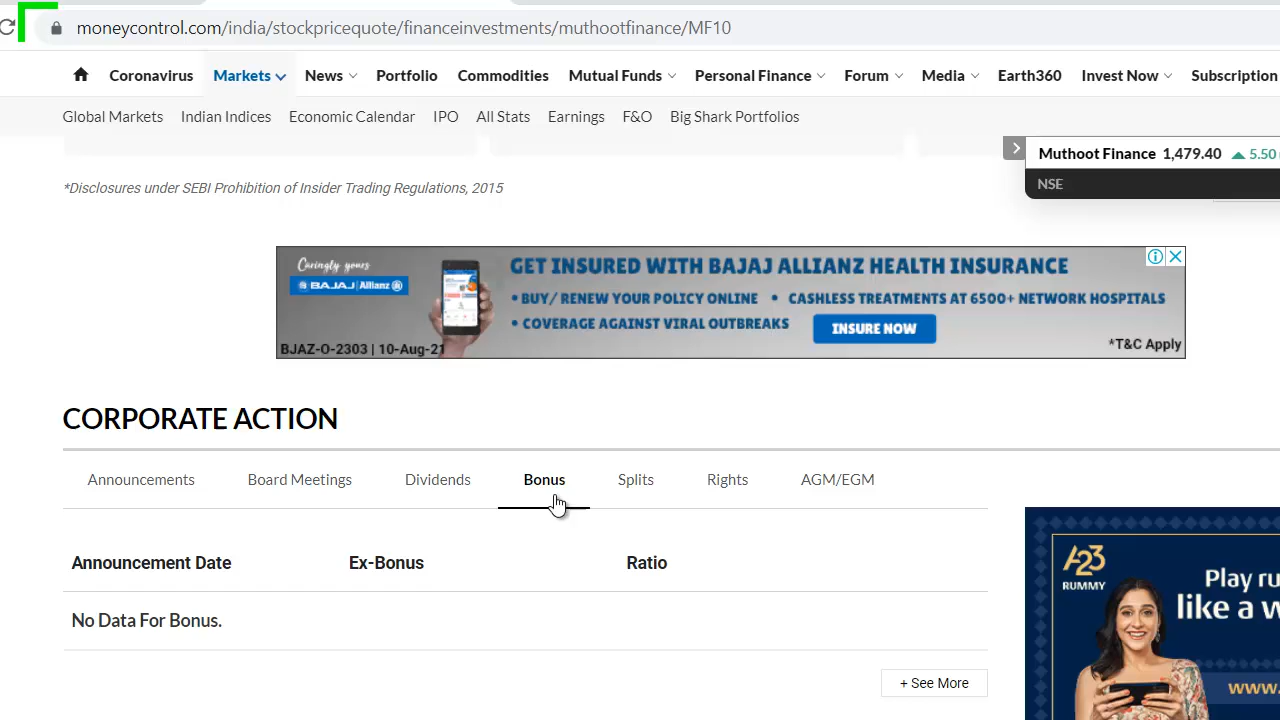 moneycontrol.com/india/stockpricequote/financeinvestments/muthootfinance/MF10
Coronavirus Markets News Portfolio Commodities Mutual Funds Personal Finance Forum Media Earth360 Invest Now Subscription
Global Markets Indian Indices Economic Calendar IPO All Stats Earnings F&O Big Shark Portfolios
Muthoot Finance 1,479.40 5.50
NSE
*Disclosures under SEBI Prohibition of Insider Trading Regulations, 2015
Caringly yours
BAJAJ | Allianz
GET INSURED WITH BAJAJ ALLIANZ HEALTH INSURANCE
• BUY/ RENEW YOUR POLICY ONLINE • CASHLESS TREATMENTS AT 6500+ NETWORK HOSPITALS
• COVERAGE AGAINST VIRAL OUTBREAKS
INSURE NOW
BJAZ-O-2303 | 10-Aug-21
*T&C Apply
CORPORATE ACTION
Announcements Board Meetings Dividends Bonus Splits Rights AGM/EGM
Announcement Date Ex-Bonus Ratio
No Data For Bonus.
+ See More
A23
RUMMY
Play ru
like a w
www.